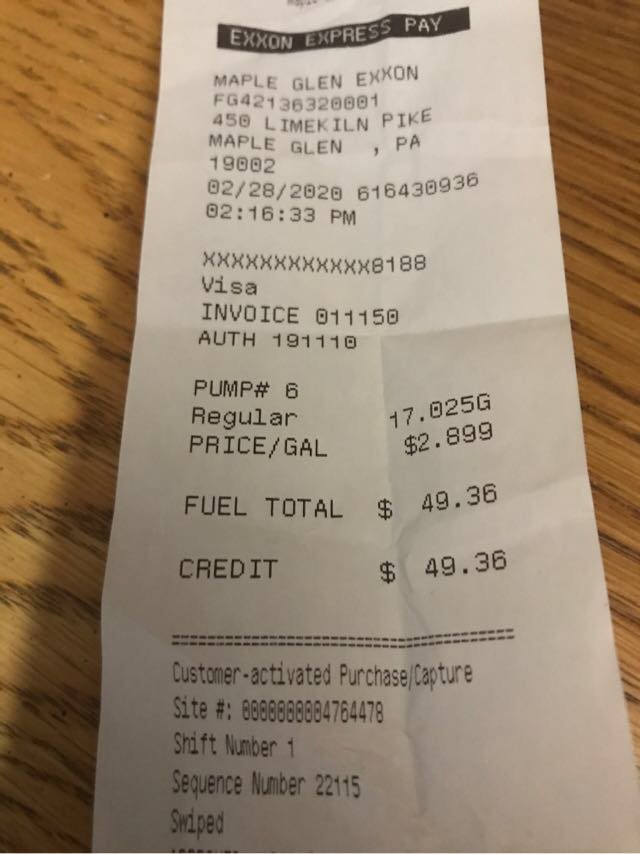 EXXON EXPRESS PAY
MAPLE GLEN EXXON
FG42136320001
450 LIMEKILN PIKE
MAPLE GLEN , PA
19002
02/28/2020 616430936
02:16:33 PM
XXXXXXXXXXXX8188
Visa
INVOICE 011150
AUTH 191110
PUMP# 6
Regular 17.025G
PRICE/GAL $2.899
FUEL TOTAL $ 49.36
CREDIT $ 49.36
Customer-activated Purchase/Capture
Site #: 0000000004764478
Shift Number 1
Sequence Number 22115
Swiped